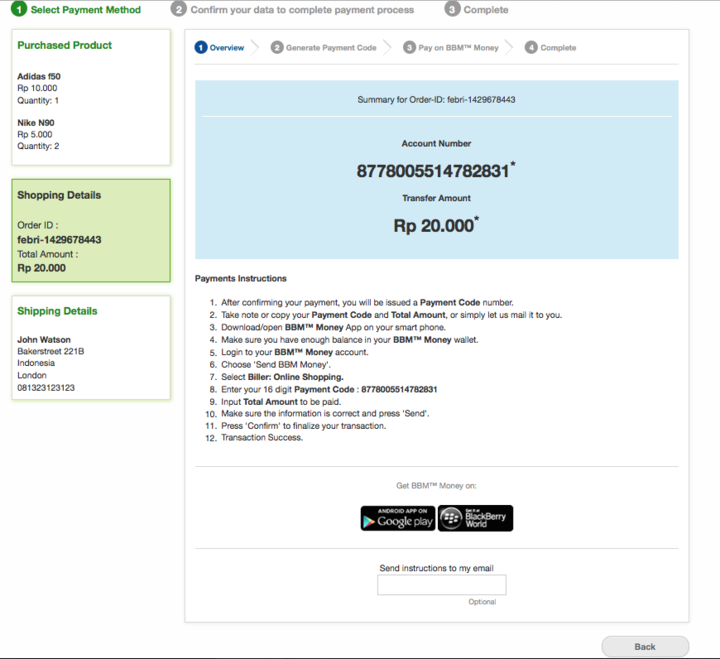 1 Select Payment Method
2 Confirm your data to complete payment process
3 Complete
Purchased Product
Adidas f50
Rp 10.000
Quantity: 1
Nike N90
Rp 5.000
Quantity: 2
Shopping Details
Order ID :
febri-1429678443
Total Amount :
Rp 20.000
Shipping Details
John Watson
Bakerstreet 221B
Indonesia
London
081323123123
1 Overview
2 Generate Payment Code
3 Pay on BBM™ Money
4 Complete
Summary for Order-ID: febri-1429678443
Account Number
8778005514782831*
Transfer Amount
Rp 20.000*
Payments Instructions
1. After confirming your payment, you will be issued a Payment Code number.
2. Take note or copy your Payment Code and Total Amount, or simply let us mail it to you.
3. Download/open BBM™ Money App on your smart phone.
4. Make sure you have enough balance in your BBM™ Money wallet.
5. Login to your BBM™ Money account.
6. Choose 'Send BBM Money'.
7. Select Biller: Online Shopping.
8. Enter your 16 digit Payment Code : 8778005514782831
9. Input Total Amount to be paid.
10. Make sure the information is correct and press 'Send'.
11. Press 'Confirm' to finalize your transaction.
12. Transaction Success.
Get BBM™ Money on:
ANDROID APP ON
Google play
Get it at
BlackBerry
World
Send instructions to my email
Optional
Back